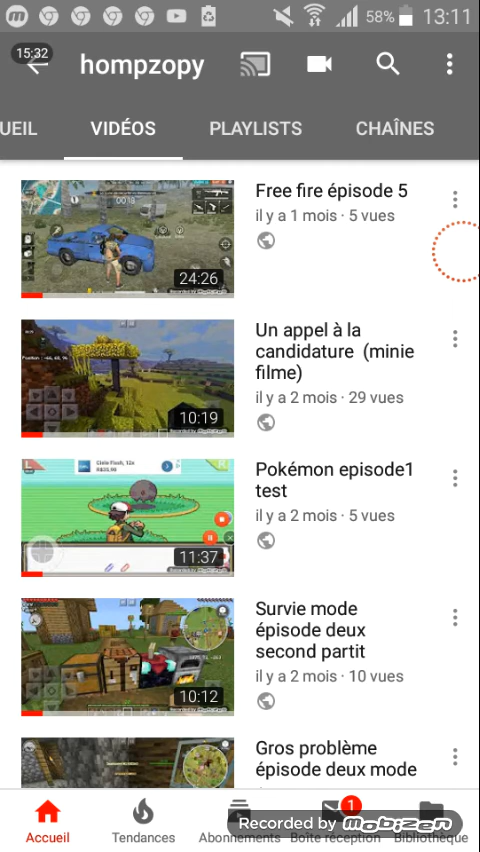 58% 13:11
15:32
hompzopy
UEIL VIDÉOS PLAYLISTS CHAÎNES
Free fire épisode 5
il y a 1 mois · 5 vues
24:26
Un appel à la
candidature (minie
filme)
il y a 2 mois · 29 vues
10:19
Pokémon episode1
test
il y a 2 mois · 5 vues
11:37
Survie mode
épisode deux
second partit
il y a 2 mois · 10 vues
10:12
Gros problème
épisode deux mode
1
Accueil Tendances Abonnements Boîte réception Bibliothèque
Recorded by Mobizen